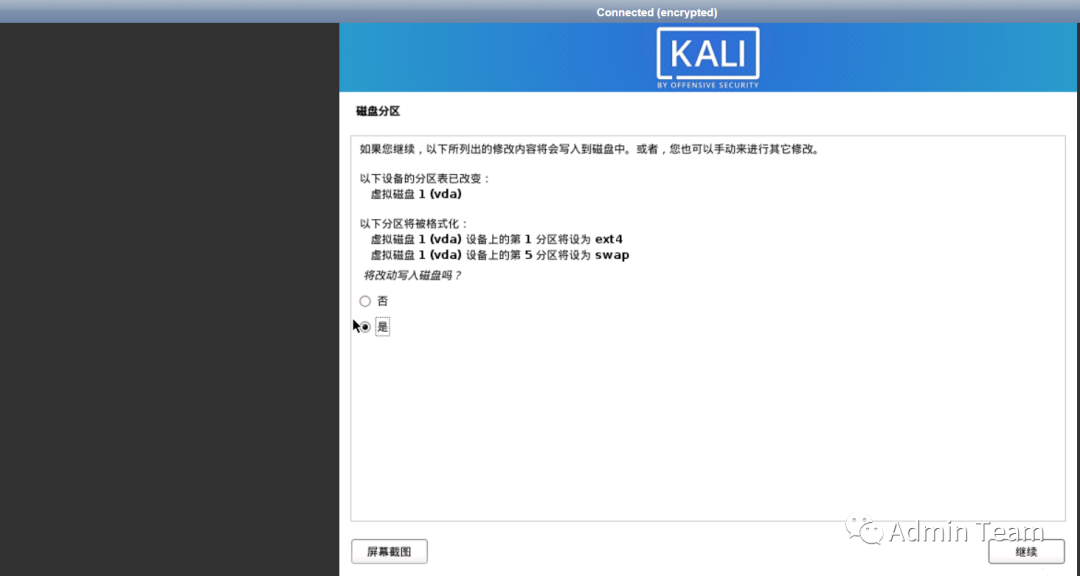 Connected (encrypted)
KALI
BY OFFENSIVE SECURITY
磁盘分区
如果您继续，以下所列出的修改内容将会写入到磁盘中。或者，您也可以手动来进行其它修改。
以下设备的分区表已改变：
虚拟磁盘 1 (vda)
以下分区将被格式化：
虚拟磁盘 1 (vda) 设备上的第 1 分区将设为 ext4
虚拟磁盘 1 (vda) 设备上的第 5 分区将设为 swap
将改动写入磁盘吗？
否
是
Admin Team
屏幕截图
继续